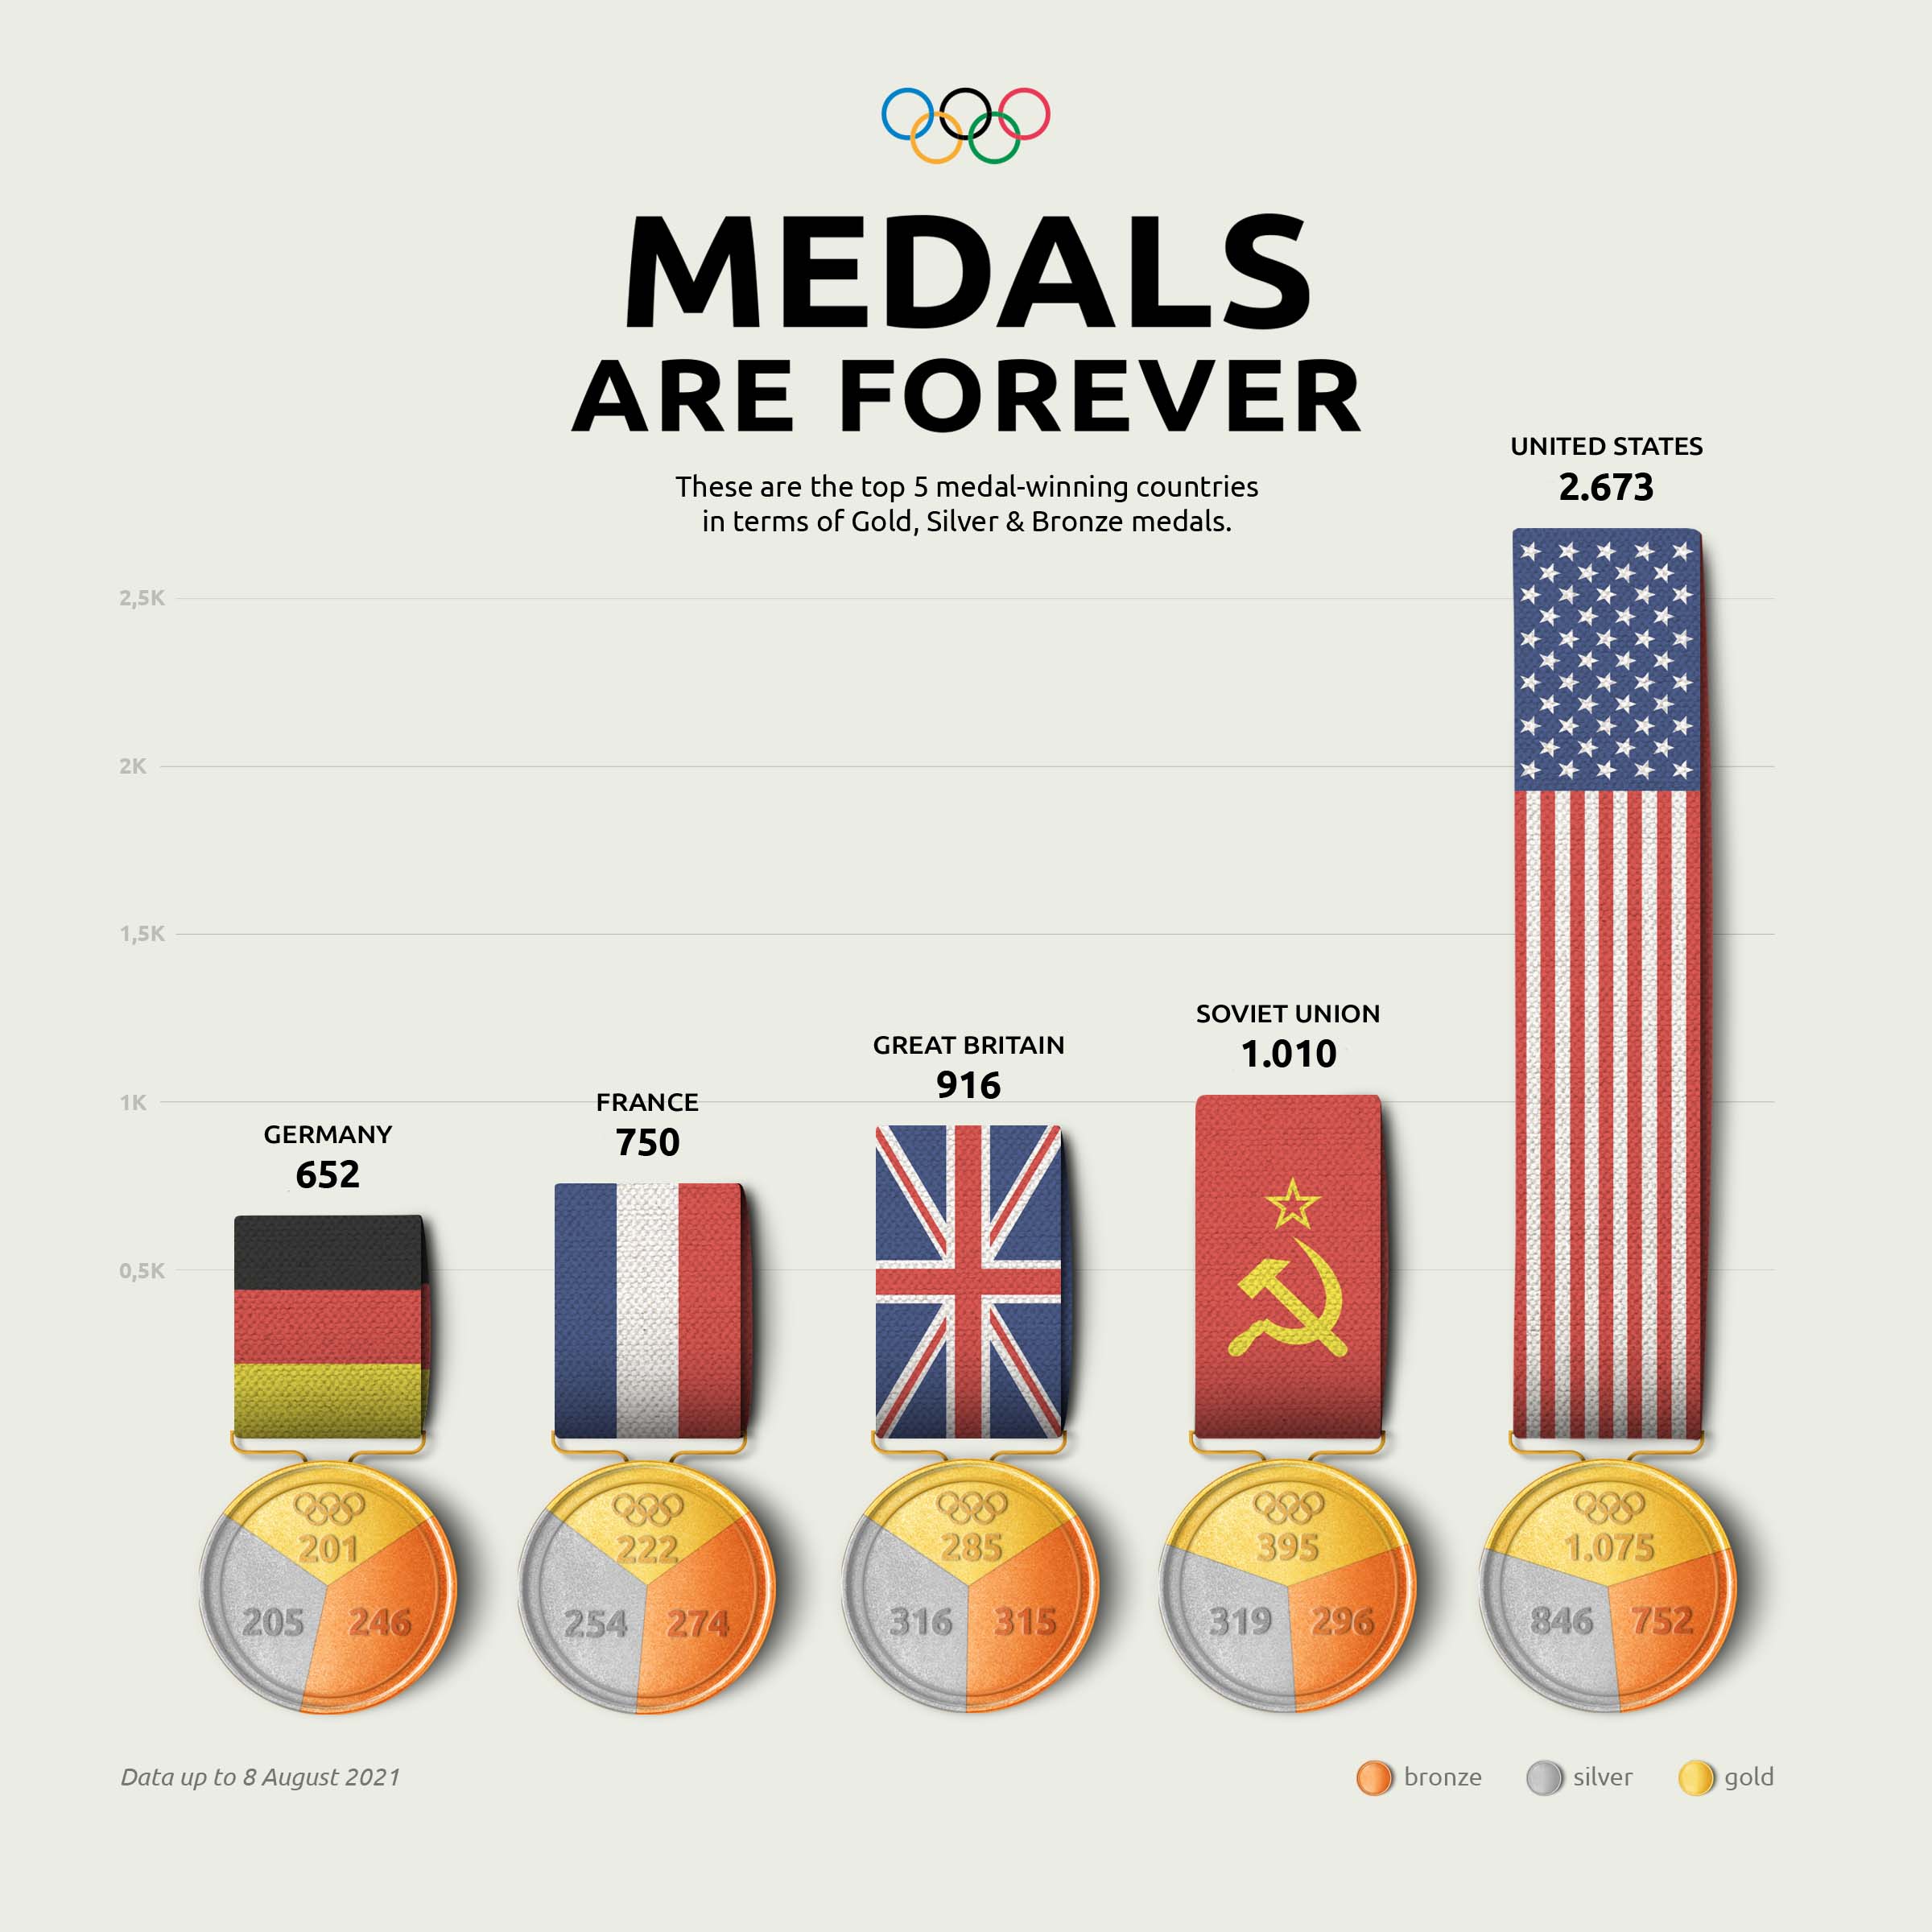 MEDALS
ARE FOREVER
These are the top 5 medal-winning countries
in terms of Gold, Silver & Bronze medals.
UNITED STATES
2.673
2,5K
2K
1,5K
SOVIET UNION
1.010
GREAT BRITAIN
916
1K
FRANCE
750
GERMANY
652
0,5K
201
205
246
222
254
274
285
316
315
395
319
296
1.075
846
752
Data up to 8 August 2021
bronze
silver
gold